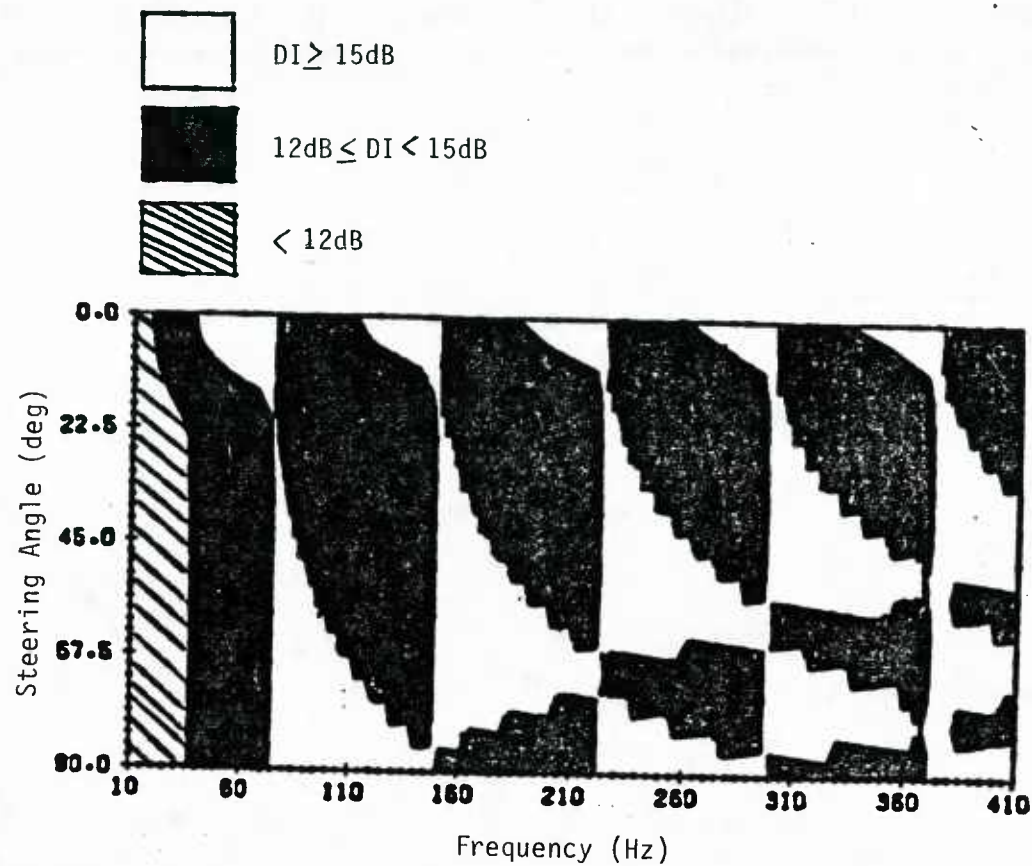 DI ≥ 15dB
12dB ≤ DI < 15dB
< 12dB
0.0
22.5
45.0
67.5
90.0
Steering Angle (deg)
10 60 110 160 210 260 310 360 410
Frequency (Hz)